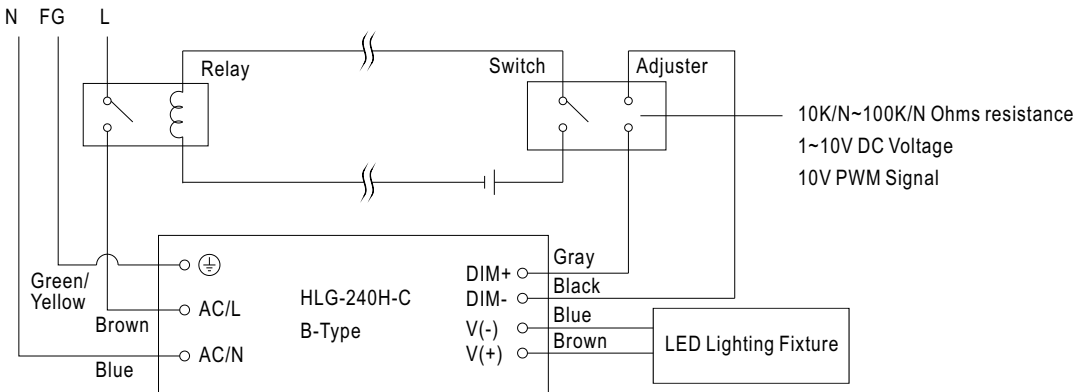 N FG L
Relay
Switch
Adjuster
10K/N~100K/N Ohms resistance
1~10V DC Voltage
10V PWM Signal
Green/
Yellow
Brown
Blue
AC/L
AC/N
HLG-240H-C
B-Type
DIM+
DIM-
V(-)
V(+)
Gray
Black
Blue
Brown
LED Lighting Fixture